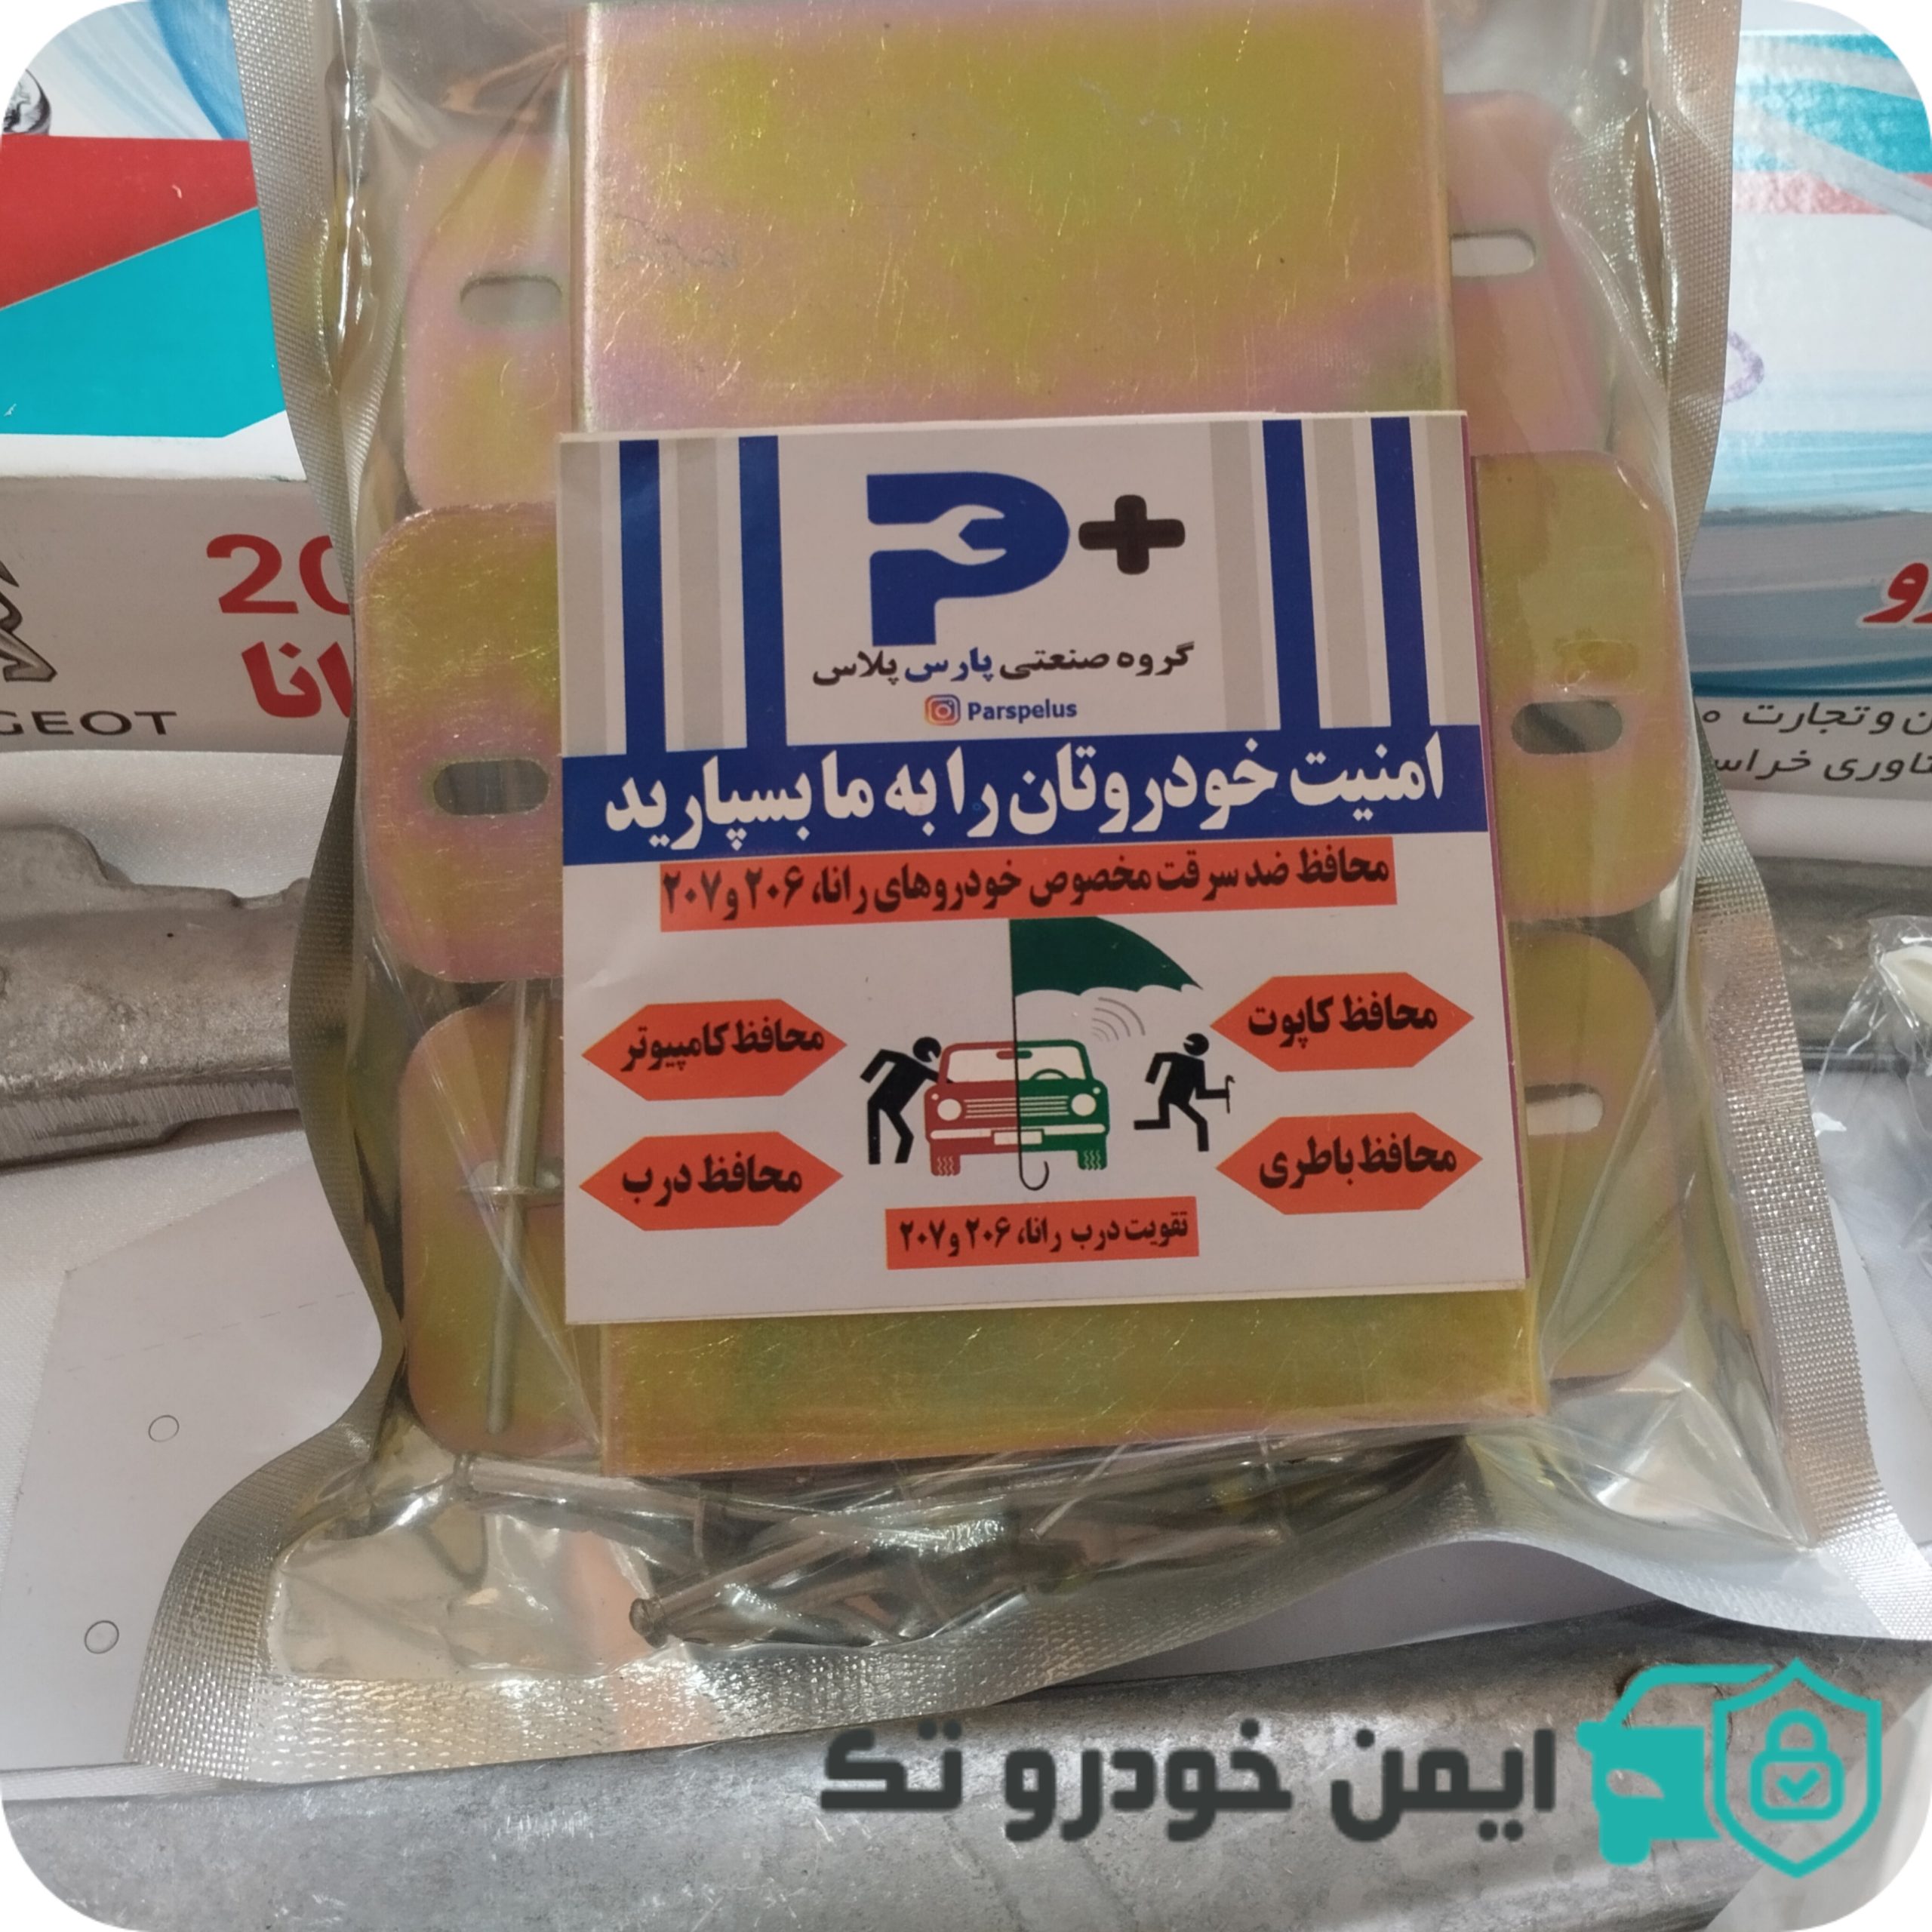 P+
گروه صنعتی پارس پلاس
Parspelus
امنیت خودروتان را به ما بسپارید
محافظ ضد سرقت مخصوص خودروهای رانا، ۲۰۶ و ۲۰۷
محافظ کاپوت
محافظ کامپیوتر
محافظ باطری
محافظ درب
تقویت درب رانا، ۲۰۶ و ۲۰۷
ن و تجارت
ایمن خودرو تک